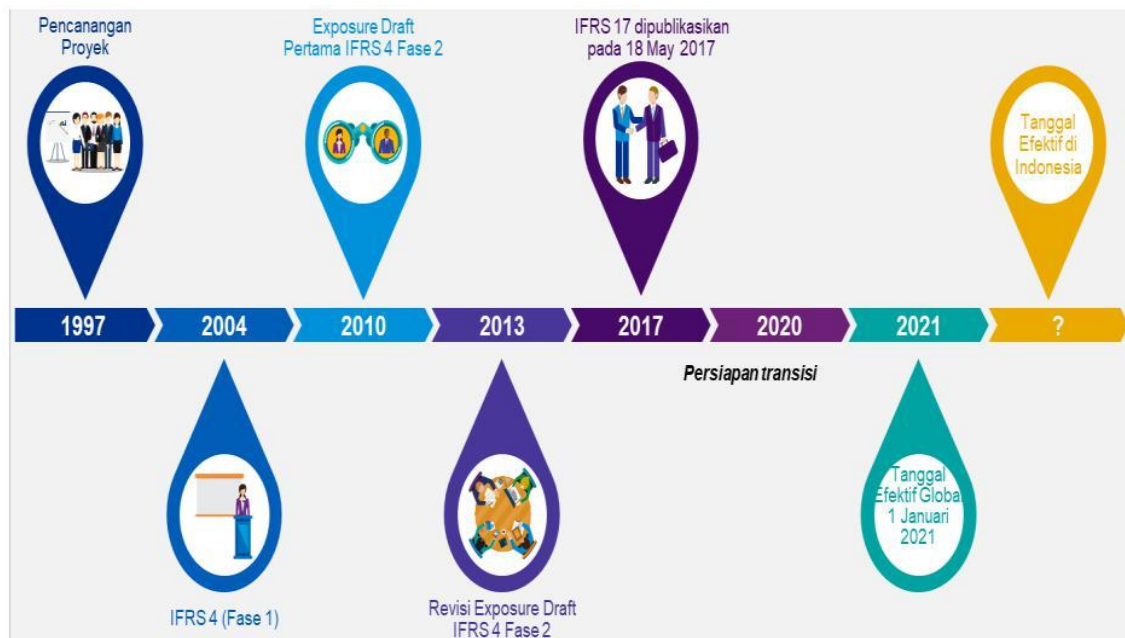 Pencanangan
Proyek
Exposure Draft
Pertama IFRS 4 Fase 2
IFRS 17 dipublikasikan
pada 18 May 2017
Tanggal
Efektif di
Indonesia
1997
2004
2010
2013
2017
2020
2021
?
Persiapan transisi
IFRS 4 (Fase 1)
Revisi Exposure Draft
IFRS 4 Fase 2
Tanggal
Efektif Global
1 Januari
2021